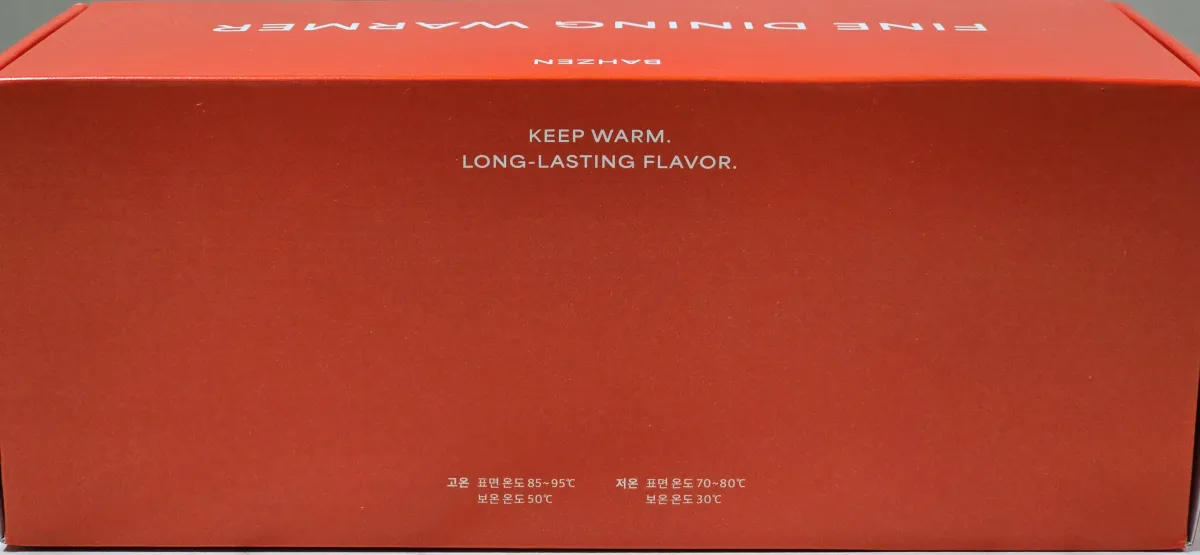 FINE DINING WARMER
BAHZEN
KEEP WARM.
LONG-LASTING FLAVOR.
고온 표면 온도 85~95℃
보온 온도 50℃
저온 표면 온도 70~80℃
보온 온도 30℃